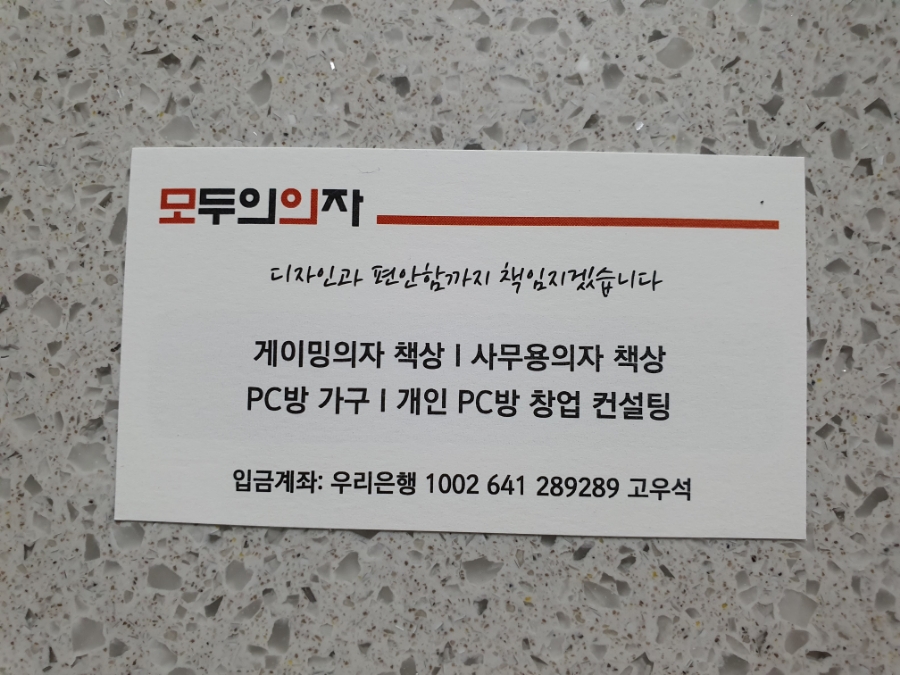 모두의의자
디자인과 편안함까지 책임지겠습니다
게이밍의자 책상 | 사무용의자 책상
PC방 가구 | 개인 PC방 창업 컨설팅
입금계좌: 우리은행 1002 641 289289 고우석